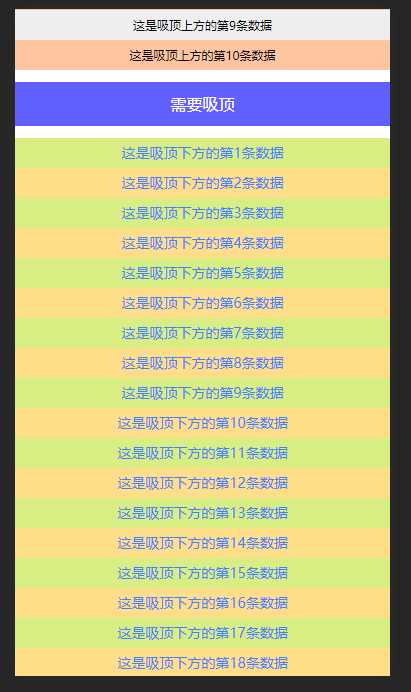 这是吸顶上方的第9条数据
这是吸顶上方的第10条数据
需要吸顶
这是吸顶下方的第1条数据
这是吸顶下方的第2条数据
这是吸顶下方的第3条数据
这是吸顶下方的第4条数据
这是吸顶下方的第5条数据
这是吸顶下方的第6条数据
这是吸顶下方的第7条数据
这是吸顶下方的第8条数据
这是吸顶下方的第9条数据
这是吸顶下方的第10条数据
这是吸顶下方的第11条数据
这是吸顶下方的第12条数据
这是吸顶下方的第13条数据
这是吸顶下方的第14条数据
这是吸顶下方的第15条数据
这是吸顶下方的第16条数据
这是吸顶下方的第17条数据
这是吸顶下方的第18条数据